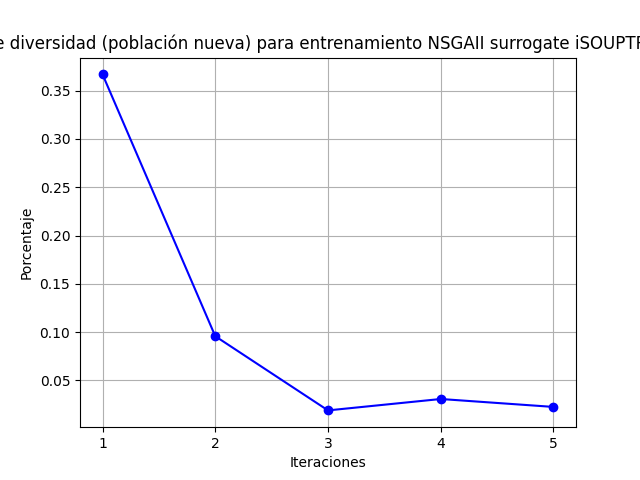 diversidad (población nueva) para entrenamiento NSGAII surrogate
Porcentaje
0.35
0.30
0.25
0.20
0.15
0.10
0.05
1 2 3 4 5
Iteraciones